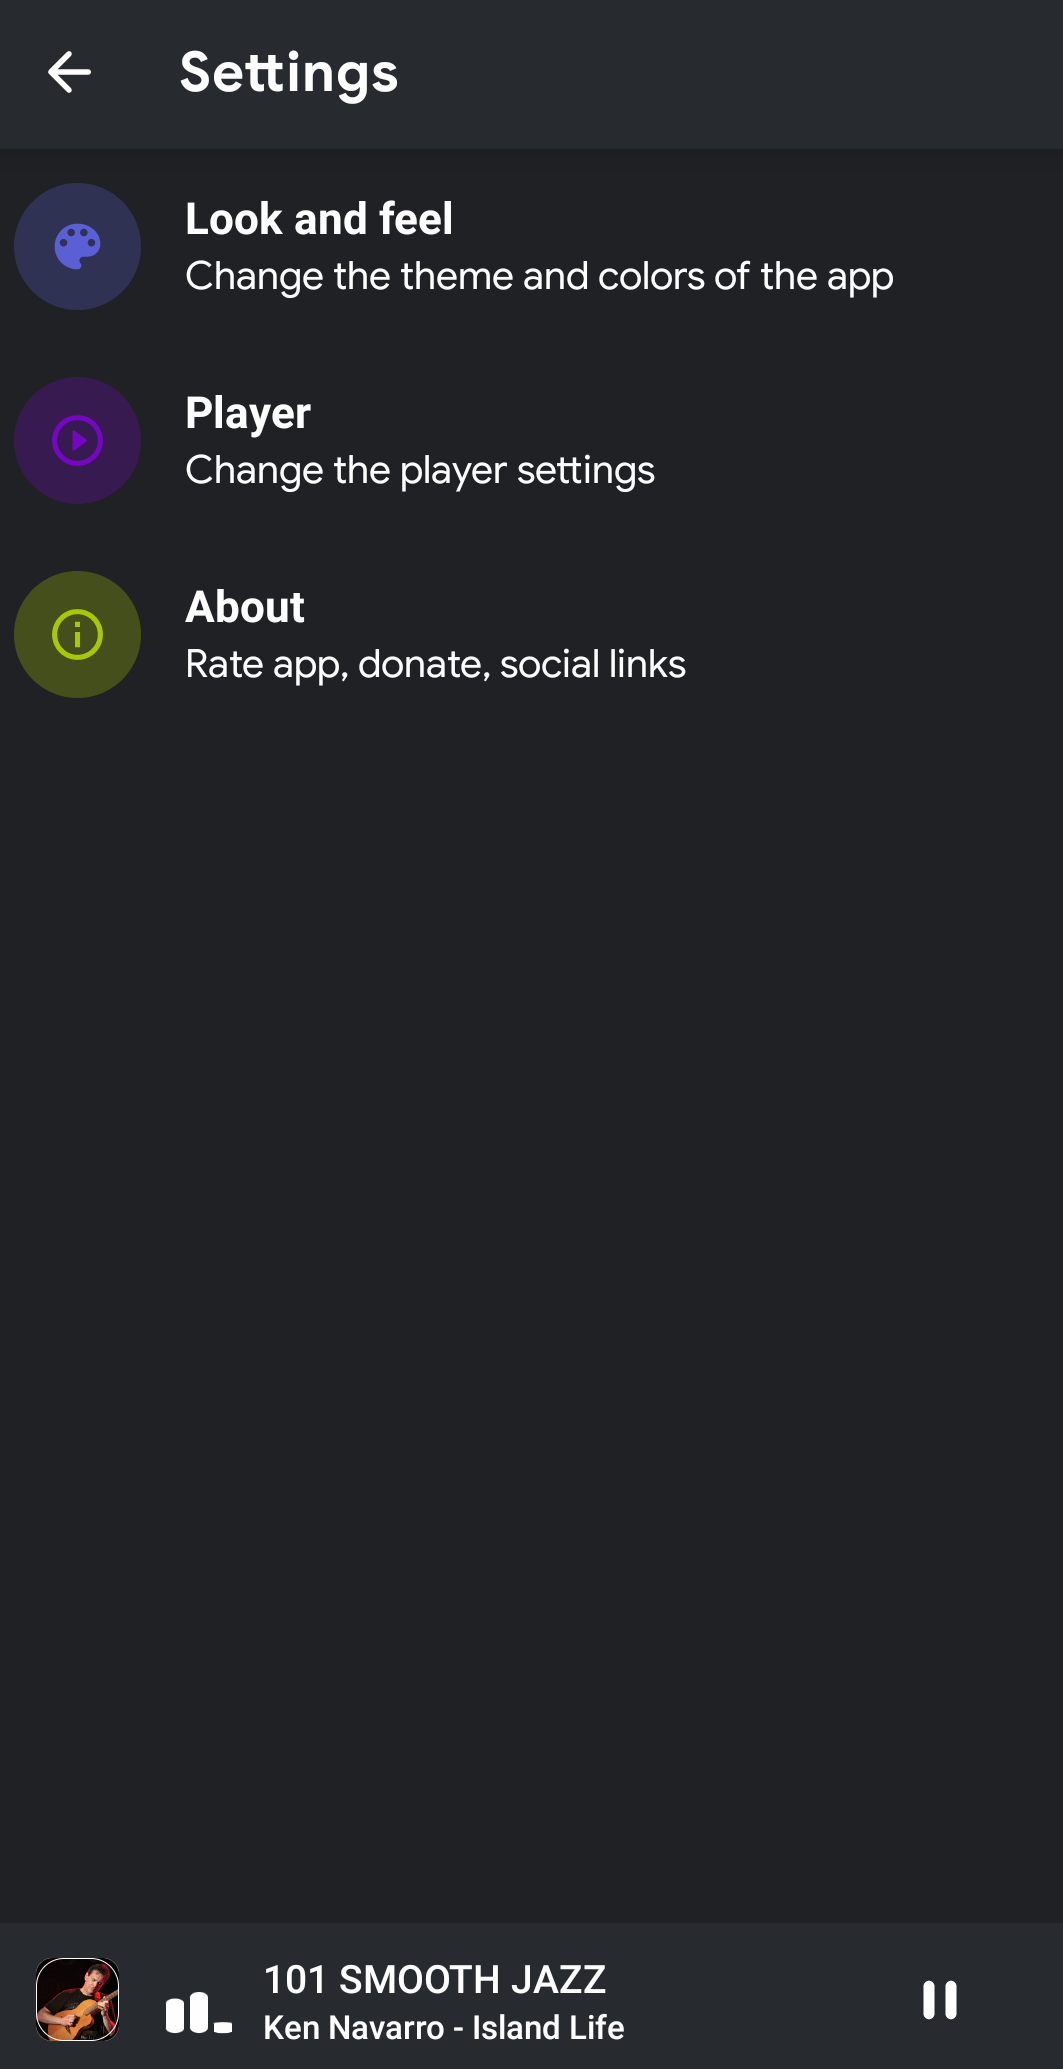 Settings
Look and feel
Change the theme and colors of the app
Player
Change the player settings
About
Rate app, donate, social links
101 SMOOTH JAZZ
Ken Navarro - Island Life